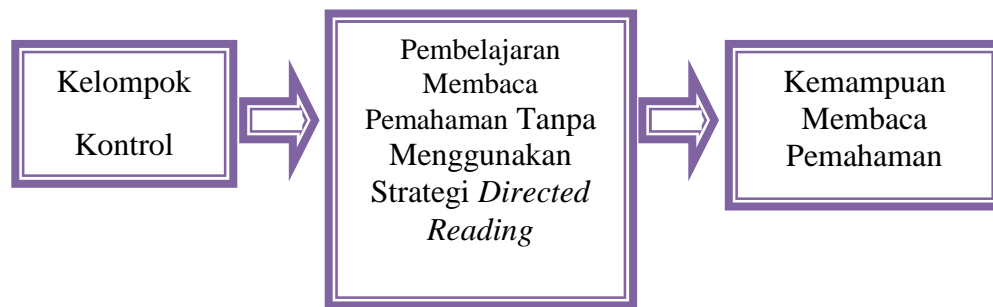 Kelompok
Kontrol
Pembelajaran
Membaca
Pemahaman Tanpa
Menggunakan
Strategi Directed
Reading
Kemampuan
Membaca
Pemahaman